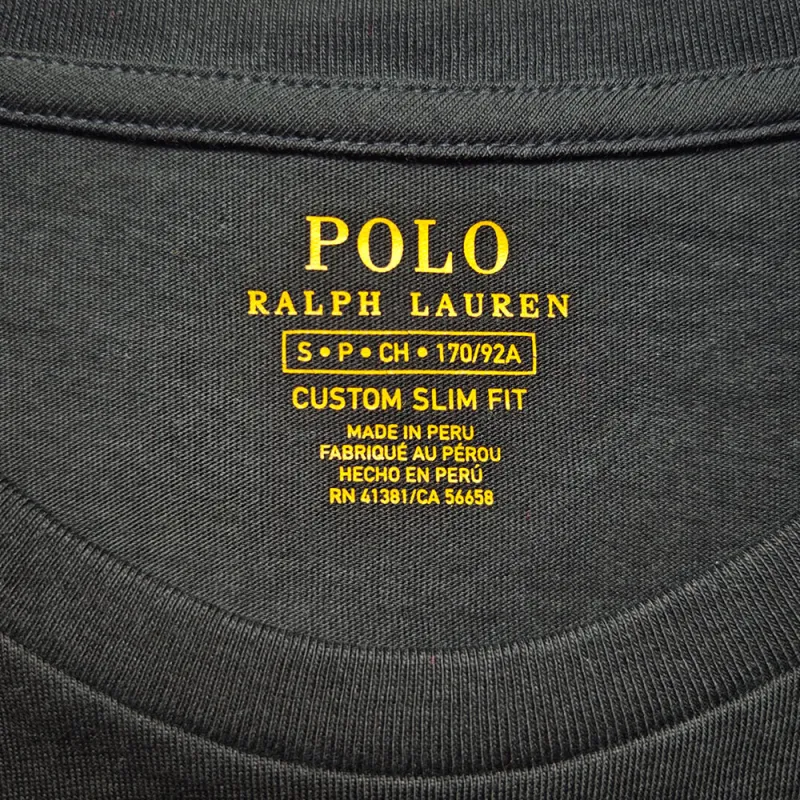 POLO
RALPH LAUREN
S • P • CH • 170/92A
CUSTOM SLIM FIT
MADE IN PERU
FABRIQUÉ AU PÉROU
HECHO EN PERÚ
RN 41381/CA 56658